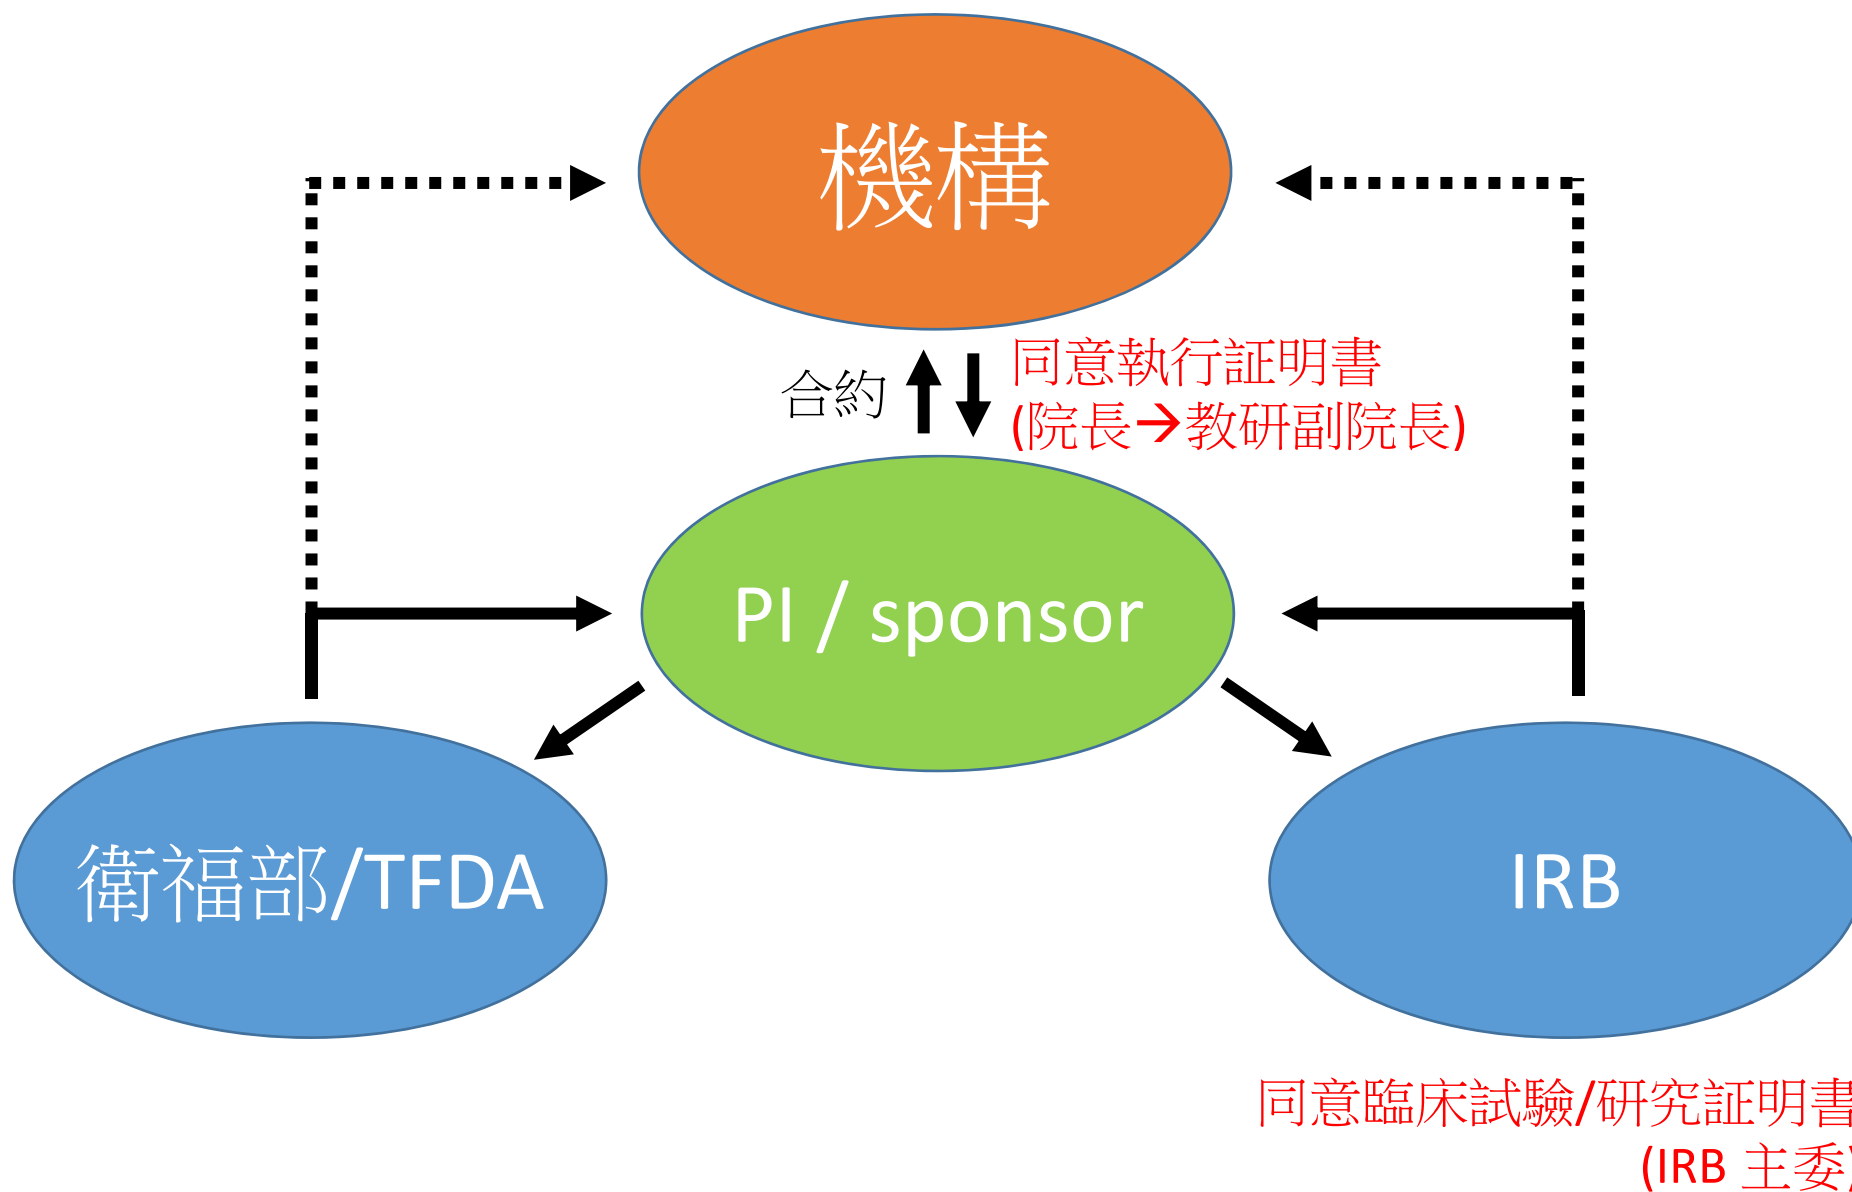 機構
合約
同意執行証明書
(院長→教研副院長)
PI / sponsor
衛福部/TFDA
IRB
同意臨床試驗/研究証明書
(IRB 主委)